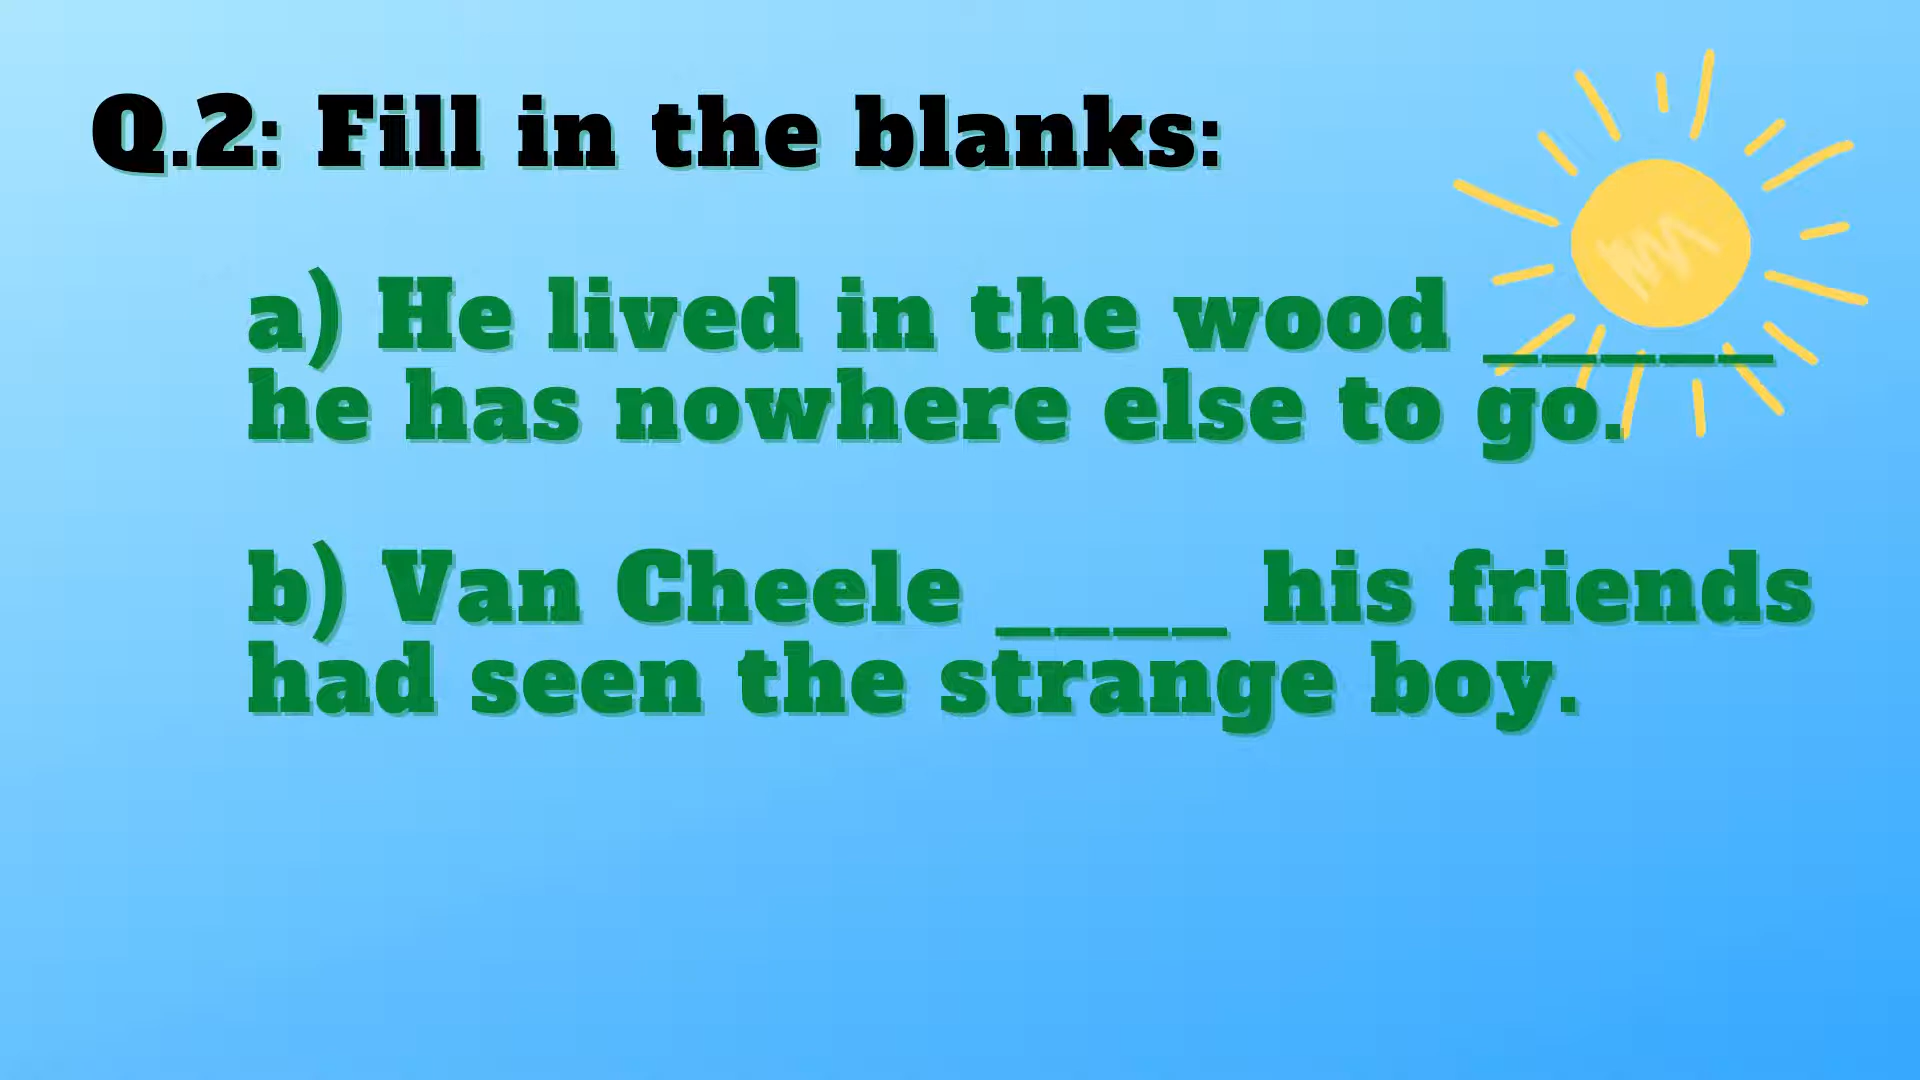 Q.2: Fill in the blanks:
a) He lived in the wood _____
he has nowhere else to go.
b) Van Cheele ____ his friends
had seen the strange boy.